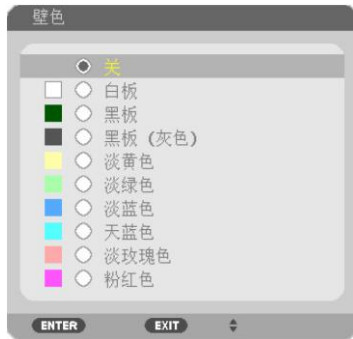 壁色
关
白板
黑板
黑板 (灰色)
淡黄色
淡绿色
淡蓝色
天蓝色
淡玫瑰色
粉红色
ENTER EXIT